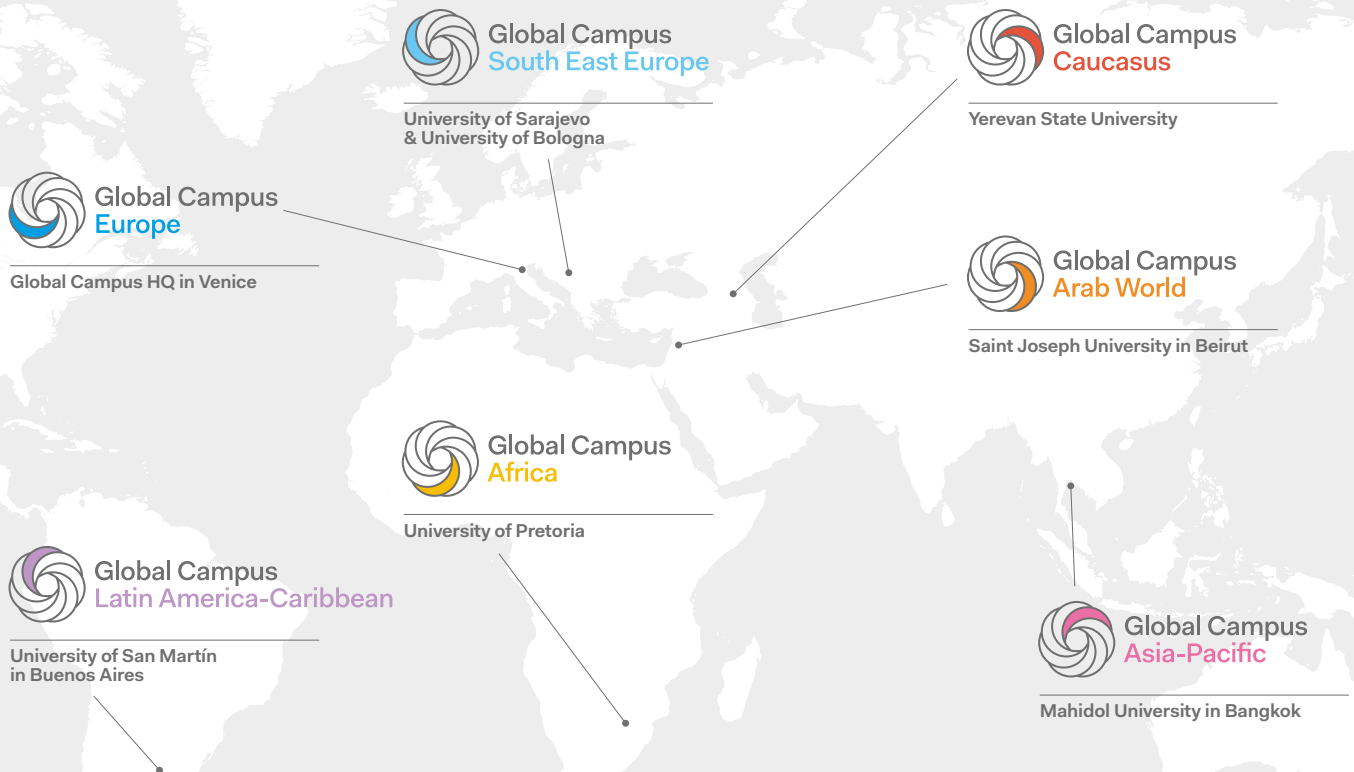 Global Campus
South East Europe
University of Sarajevo
& University of Bologna
Global Campus
Caucasus
Yerevan State University
Global Campus
Europe
Global Campus HQ in Venice
Global Campus
Arab World
Saint Joseph University in Beirut
Global Campus
Africa
University of Pretoria
Global Campus
Latin America-Caribbean
University of San Martín
in Buenos Aires
Global Campus
Asia-Pacific
Mahidol University in Bangkok